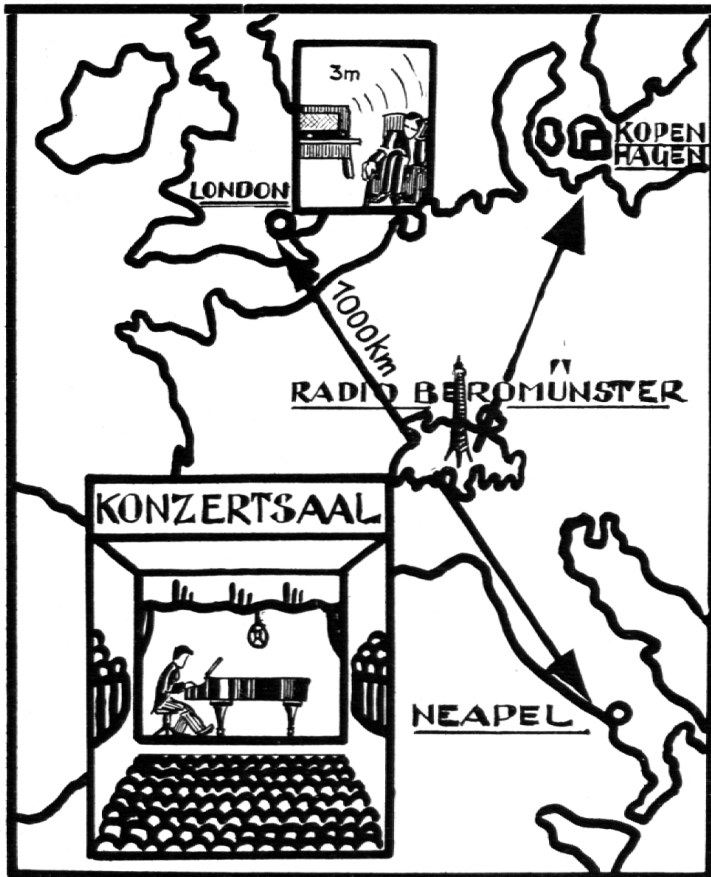 3m
KOPEN
HAGEN
LONDON
1000km
RADIO BEROMÜNSTER
KONZERTSAAL
NEAPEL